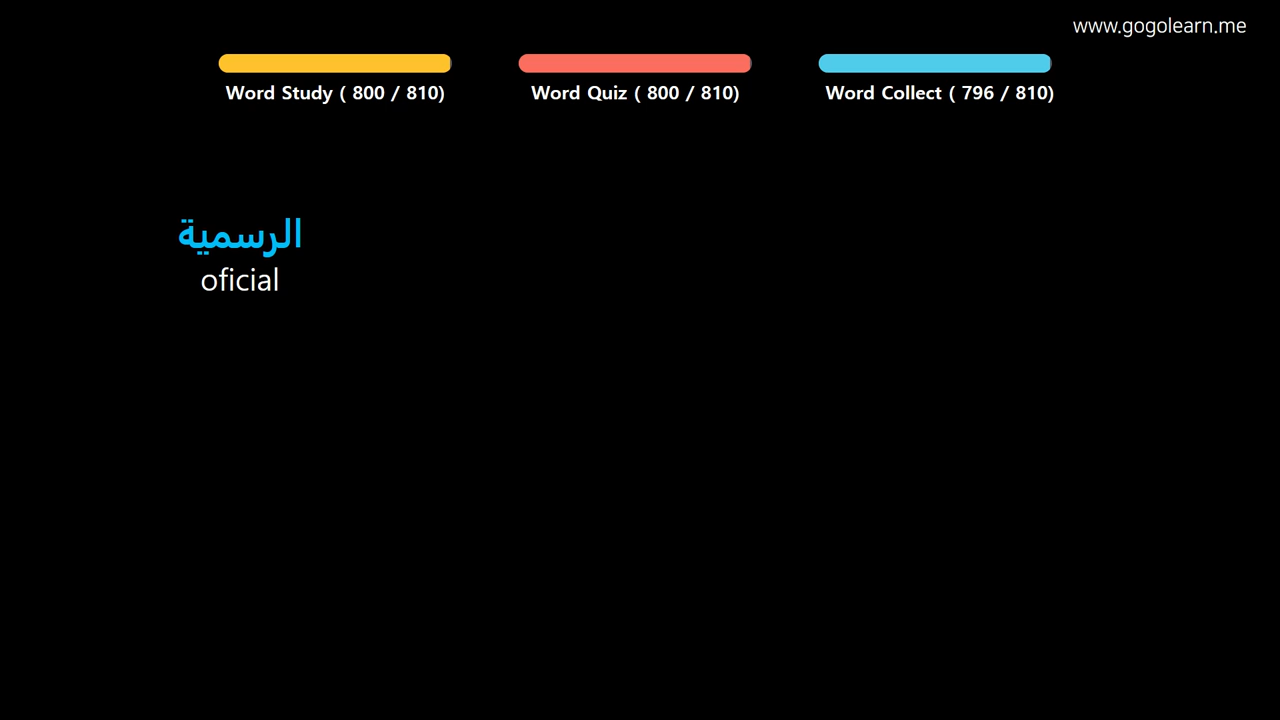 www.gogolearn.me
Word Study ( 800 / 810)
Word Quiz ( 800 / 810)
Word Collect ( 796 / 810)
الرسمية
oficial